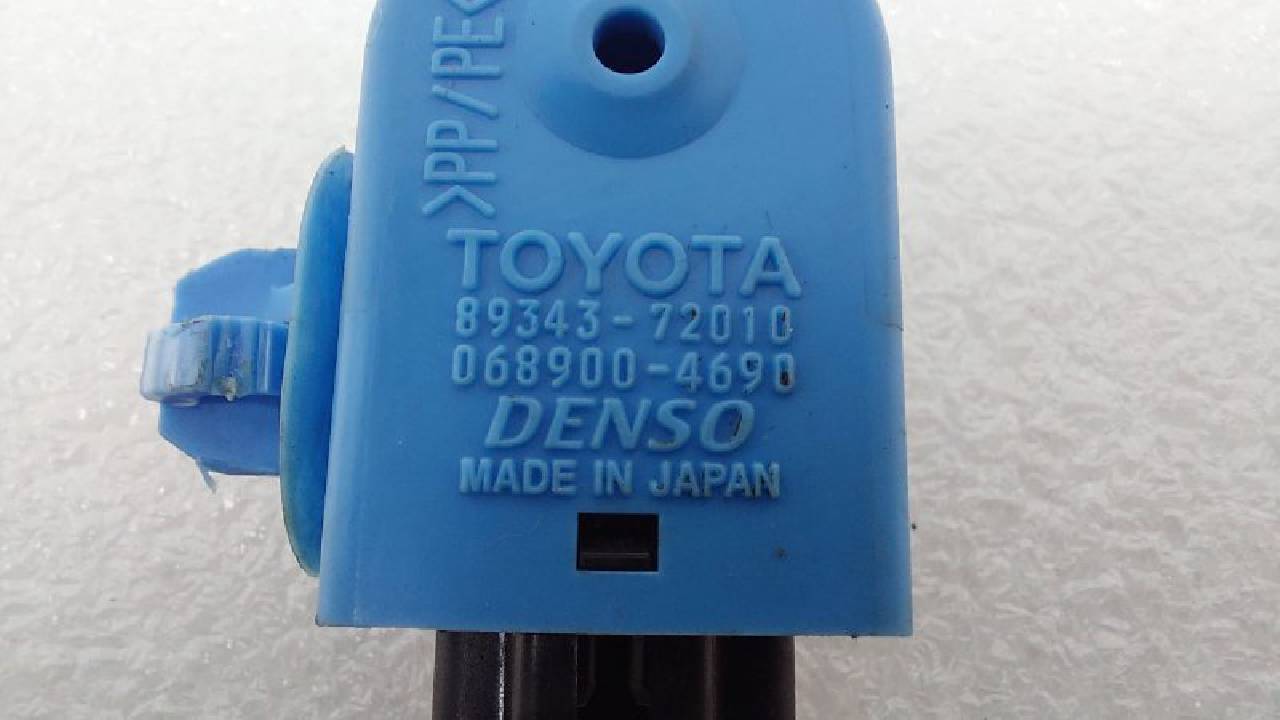 >PP/PE<
TOYOTA
89343-72010
068900-4690
DENSO
MADE IN JAPAN